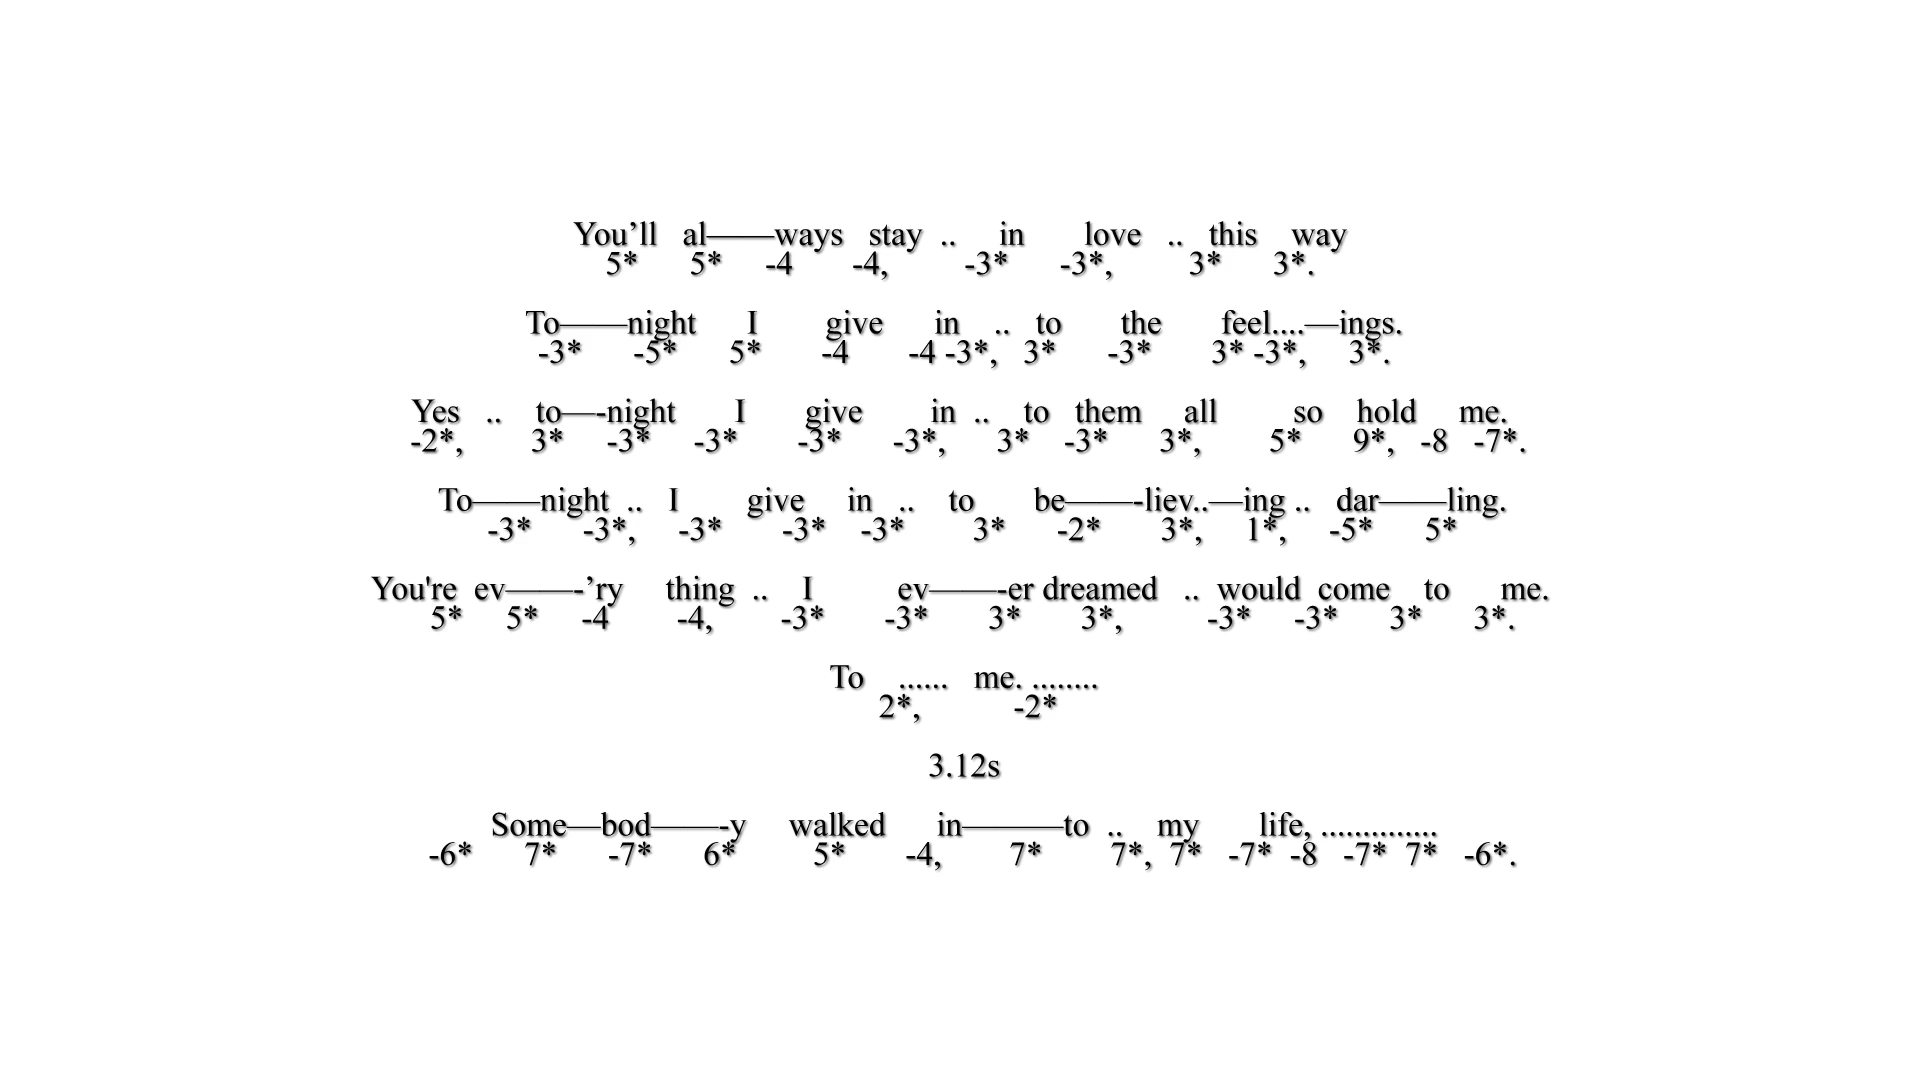 You’ll al——ways stay .. in love .. this way
5* 5* -4 -4, -3* -3*, 3* 3*.
To——night I give in .. to the feel....—ings.
-3* -5* 5* -4 -4 -3*, 3* -3* 3* -3*, 3*.
Yes .. to—-night I give in .. to them all so hold me.
-2*, 3* -3* -3* -3* -3*, 3* -3* 3*, 5* 9*, -8 -7*.
To——night .. I give in .. to be——-liev..—ing .. dar——ling.
-3* -3*, -3* -3* -3* 3* -2* 3*, 1*, -5* 5*
You're ev——-’ry thing .. I ev——-er dreamed .. would come to me.
5* 5* -4 -4, -3* -3* 3* 3*, -3* -3* 3* 3*.
To ...... me. ........
2*, -2*
3.12s
Some—bod——-y walked in———to .. my life, ..............
-6* 7* -7* 6* 5* -4, 7* 7*, 7* -7* -8 -7* 7* -6*.